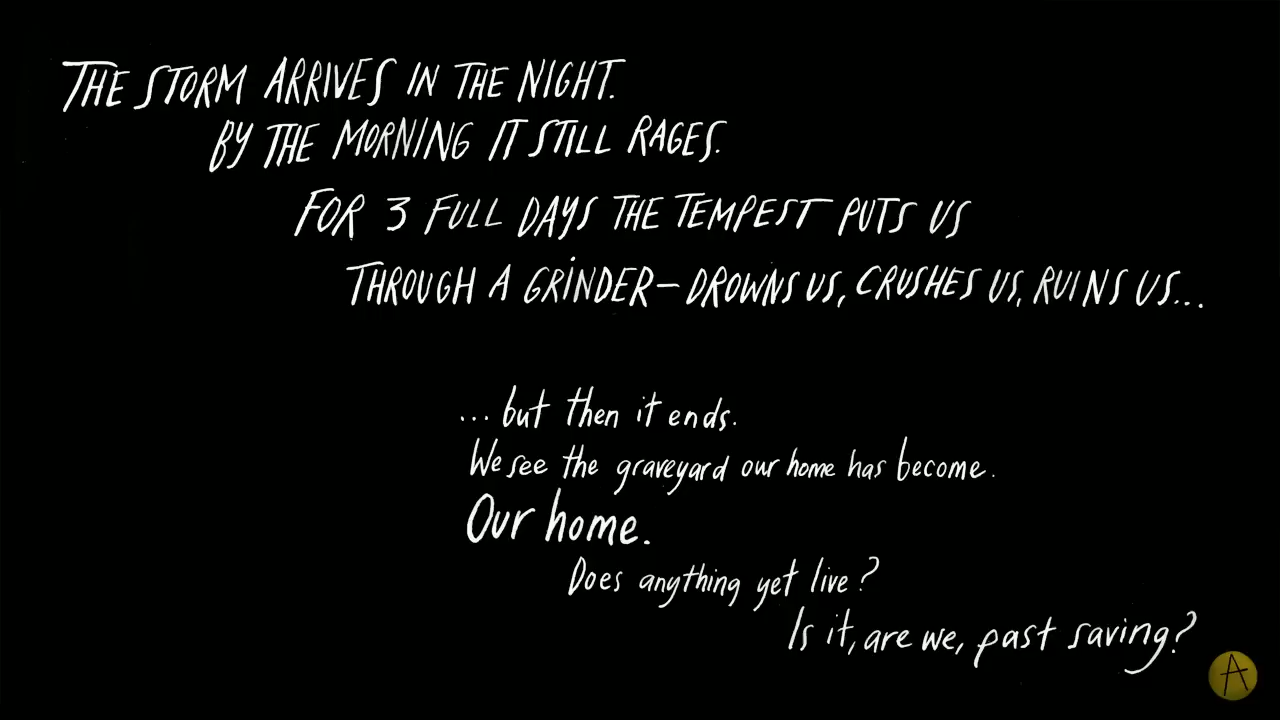 THE STORM ARRIVES IN THE NIGHT.
BY THE MORNING IT STILL RAGES.
FOR 3 FULL DAYS THE TEMPEST PUTS US
THROUGH A GRINDER—DROWNS US, CRUSHES US, RUINS US...
...but then it ends.
We see the graveyard our home has become.
Our home.
Does anything yet live?
Is it, are we, past saving?
A